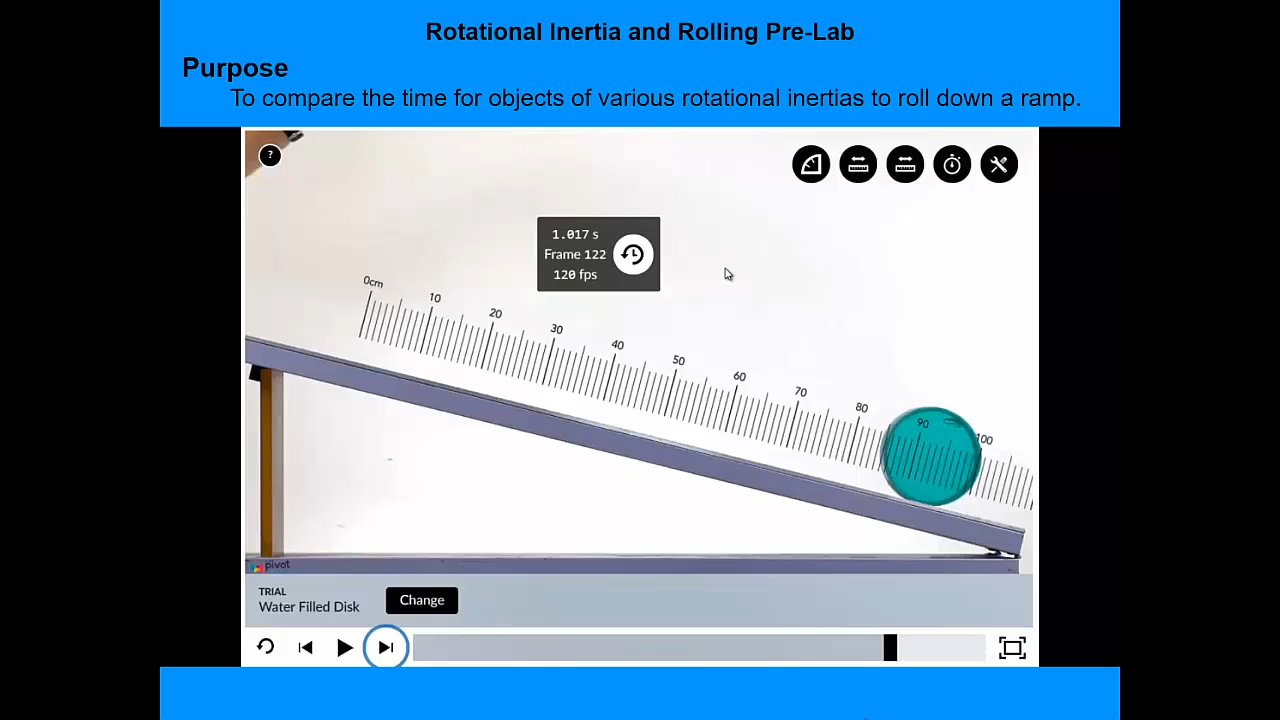 Rotational Inertia and Rolling Pre-Lab
Purpose
To compare the time for objects of various rotational inertias to roll down a ramp.
?
1.017 s
Frame 122
120 fps
0cm
10
20
30
40
50
60
70
80
90
100
pivot
TRIAL
Water Filled Disk
Change